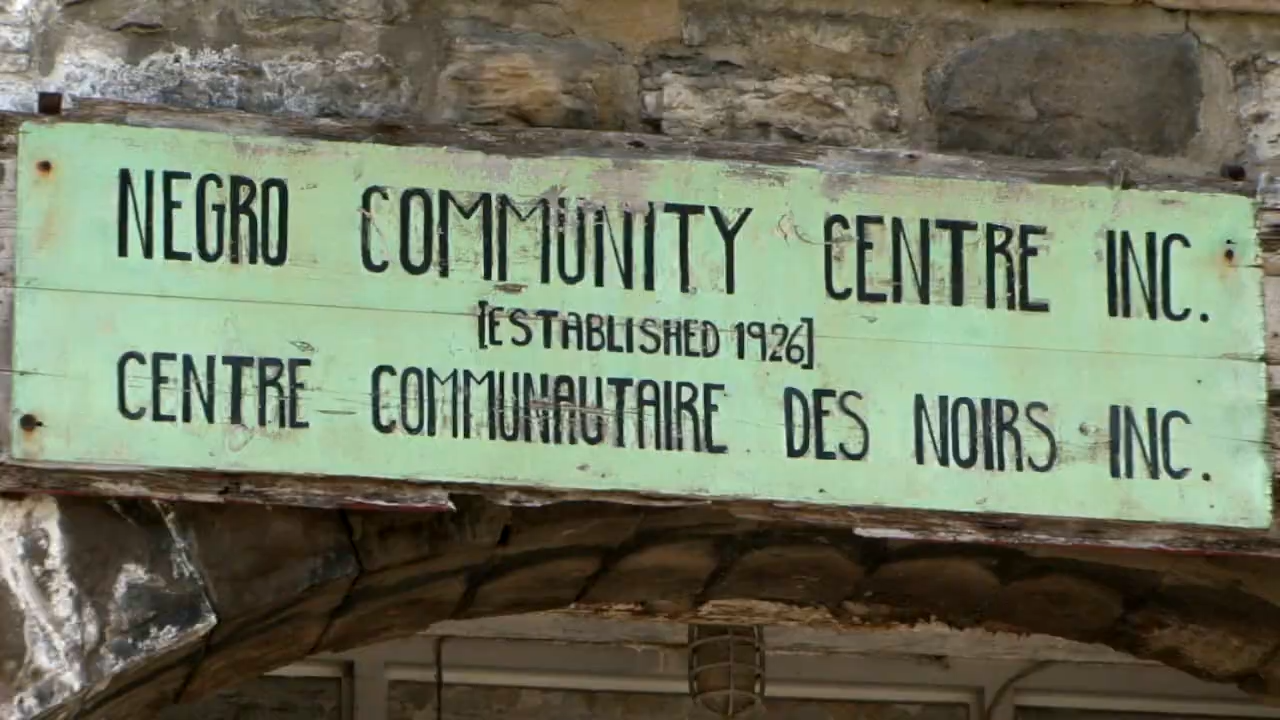 NEGRO COMMUNITY CENTRE INC.
[ESTABLISHED 1926]
CENTRE COMMUNAUTAIRE DES NOIRS INC.